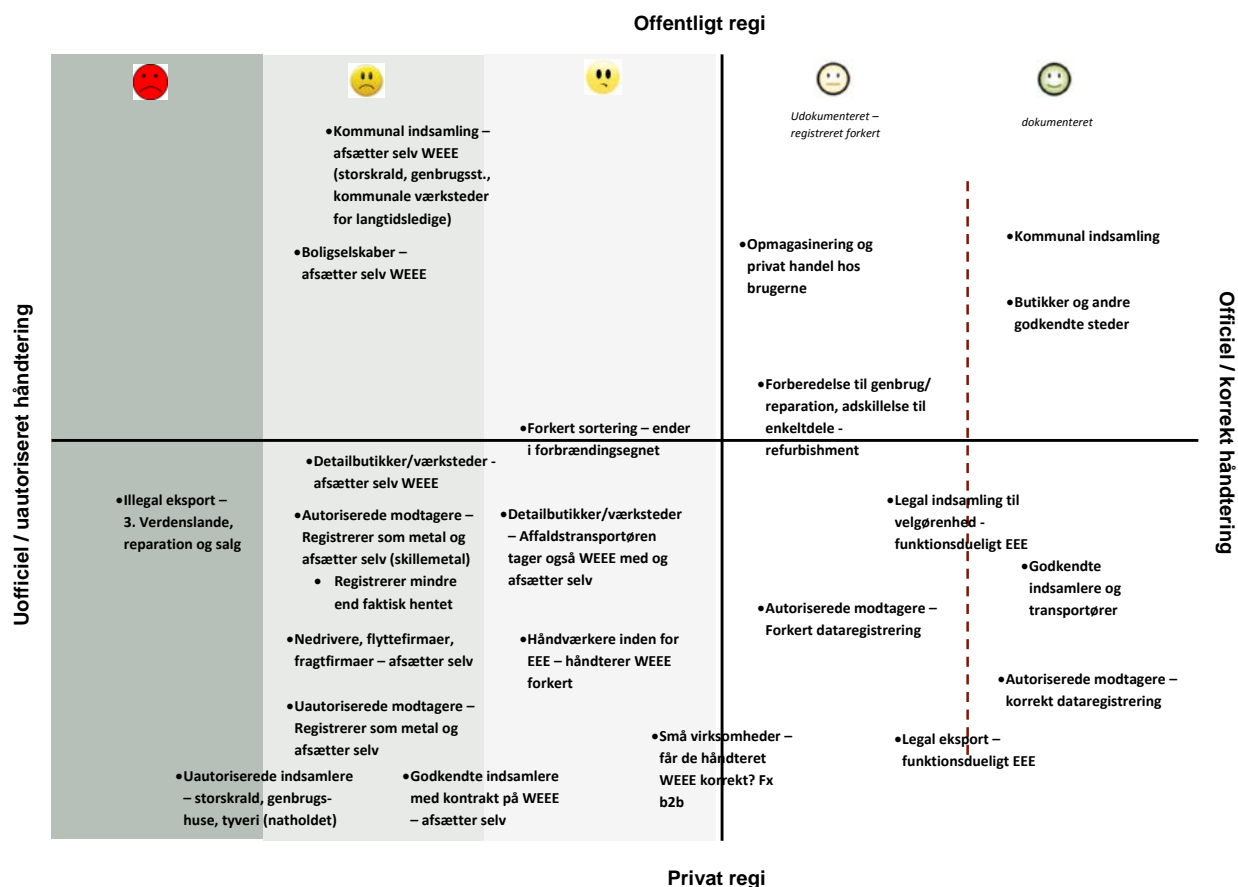 Offentligt regi
Udokumenteret –
registreret forkert
dokumenteret
•Kommunal indsamling –
afsætter selv WEEE
(storskrald, genbrugsst.,
kommunale værksteder
for langtidsledige)
•Boligselskaber –
afsætter selv WEEE
•Opmagasinering og
privat handel hos
brugerne
•Kommunal indsamling
•Butikker og andre
godkendte steder
Uofficiel / uautoriseret håndtering
Officiel / korrekt håndtering
•Forberedelse til genbrug/
reparation, adskillelse til
enkeltdele -
refurbishment
•Forkert sortering – ender
i forbrændingsegnet
•Detailbutikker/værksteder -
afsætter selv WEEE
•Illegal eksport –
3. Verdenslande,
reparation og salg
•Autoriserede modtagere –
Registrerer som metal og
afsætter selv (skillemetal)
• Registrerer mindre
end faktisk hentet
•Detailbutikker/værksteder
– Affaldstransportøren
tager også WEEE med og
afsætter selv
•Legal indsamling til
velgørenhed -
funktionsdueligt EEE
•Godkendte
indsamlere og
transportører
•Autoriserede modtagere –
Forkert dataregistrering
•Nedrivere, flyttefirmaer,
fragtfirmaer – afsætter selv
•Håndværkere inden for
EEE – håndterer WEEE
forkert
•Autoriserede modtagere –
korrekt dataregistrering
•Uautoriserede modtagere –
Registrerer som metal og
afsætter selv
•Små virksomheder –
får de håndteret
WEEE korrekt? Fx
b2b
•Legal eksport –
funktionsdueligt EEE
•Uautoriserede indsamlere
– storskrald, genbrugs-
huse, tyveri (natholdet)
•Godkendte indsamlere
med kontrakt på WEEE
– afsætter selv
Privat regi